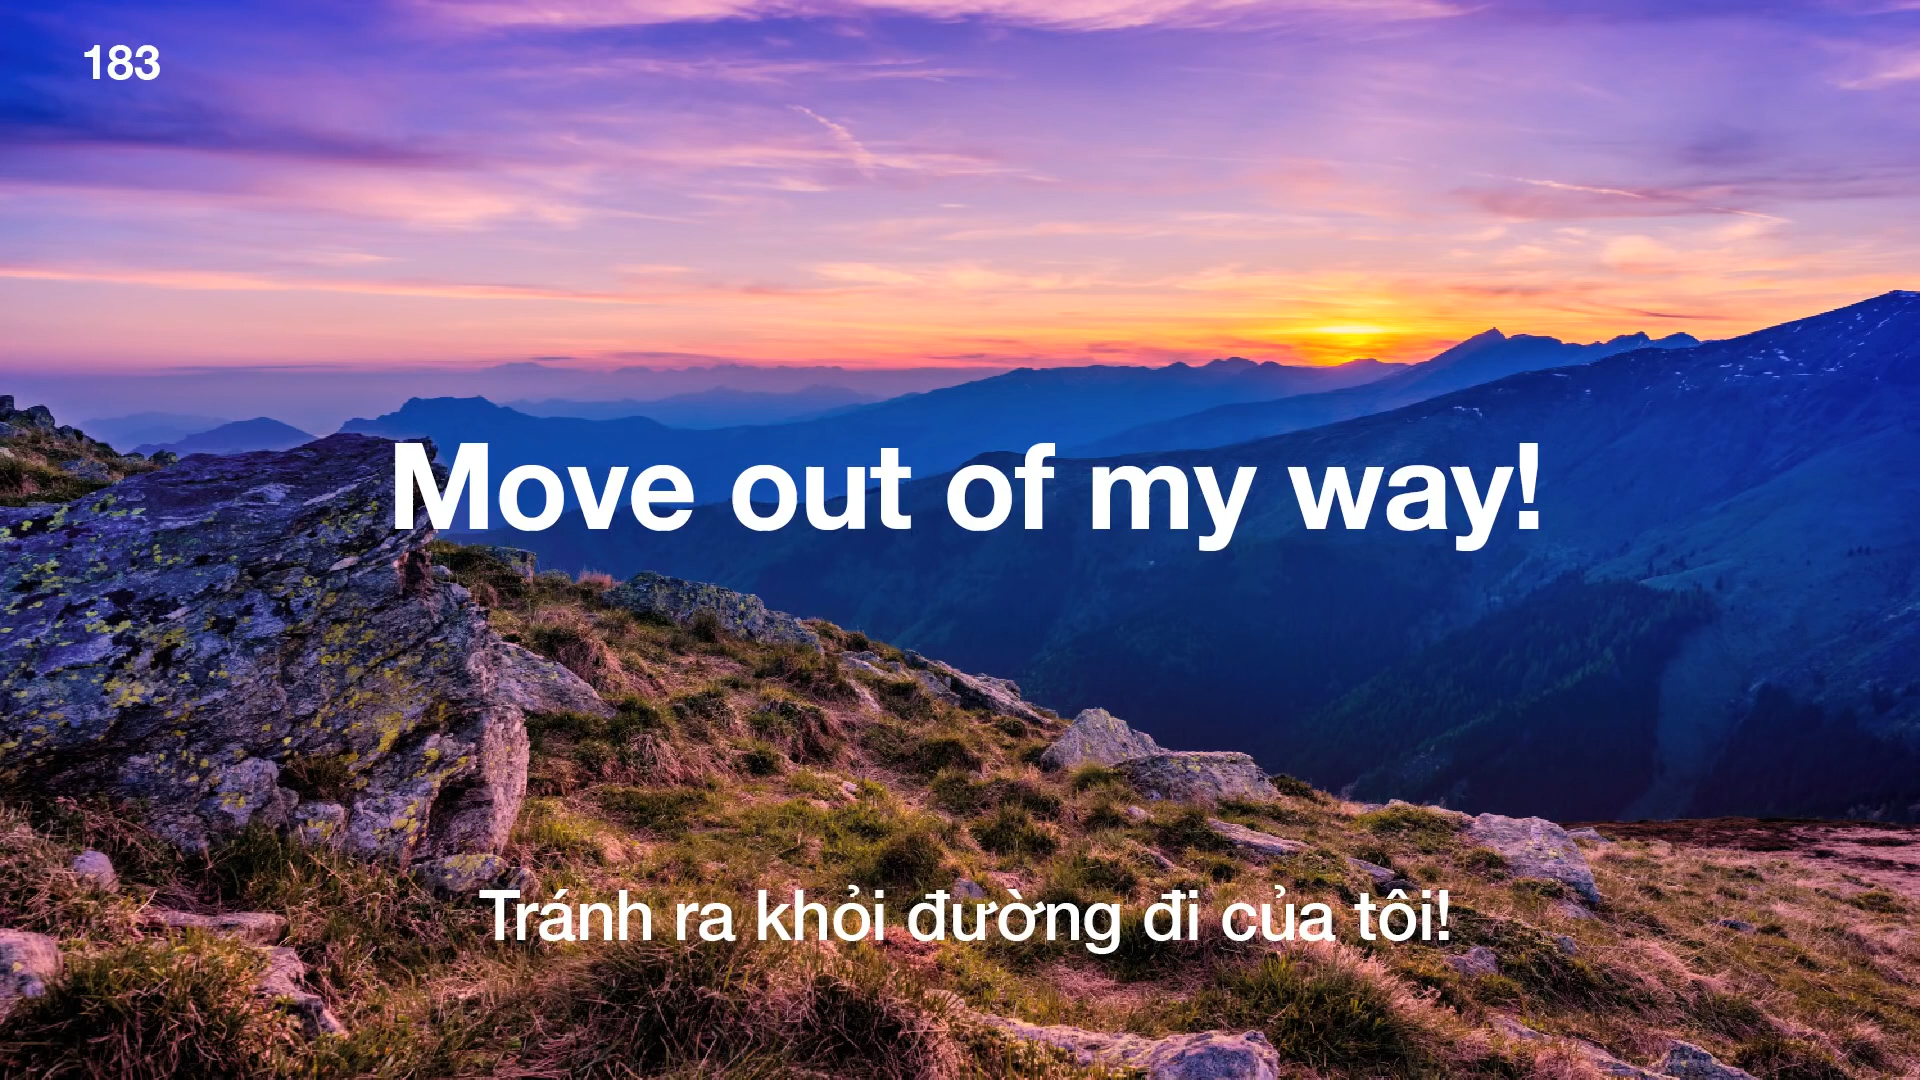 183
Move out of my way!
Tránh ra khỏi đường đi của tôi!